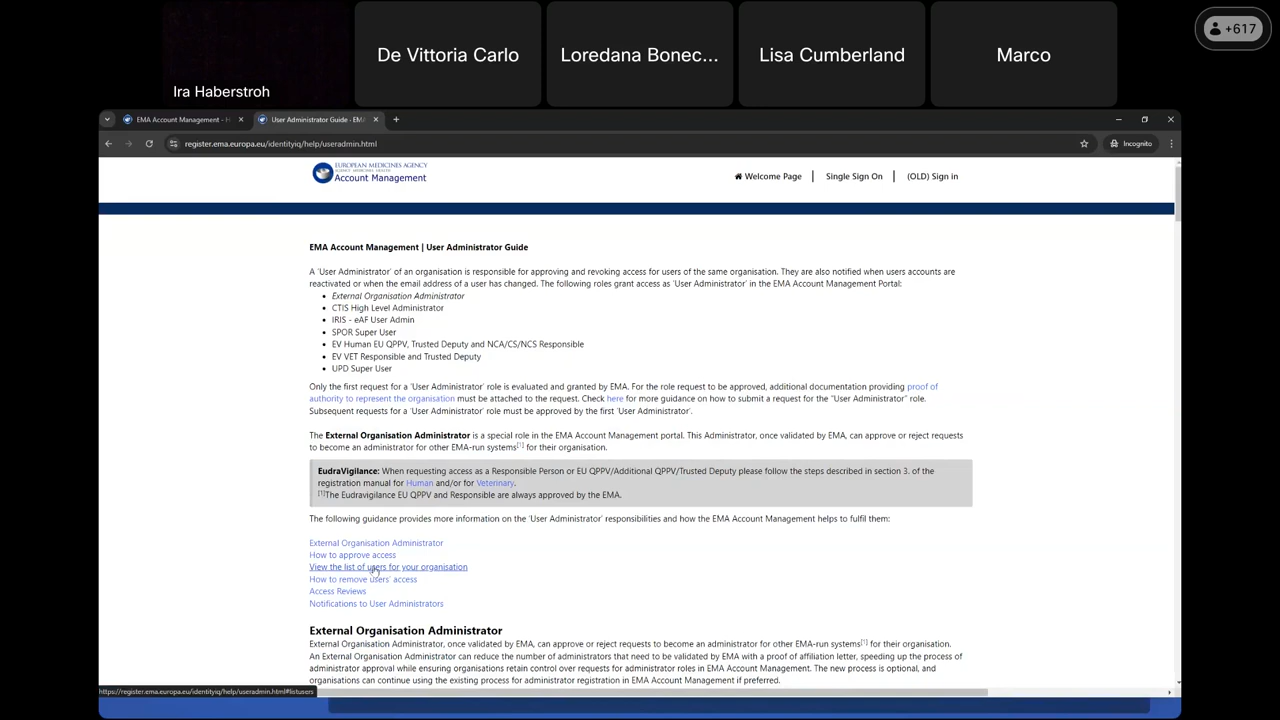 Ira Haberstroh
De Vittoria Carlo
Loredana Bonec...
Lisa Cumberland
Marco
+617
EMA Account Management - H
User Administrator Guide - EMA
register.ema.europa.eu/identityiq/help/useradmin.html
Incognito
EUROPEAN MEDICINES AGENCY
SCIENCE MEDICINES HEALTH
Account Management
Welcome Page
Single Sign On
(OLD) Sign in
EMA Account Management | User Administrator Guide
A 'User Administrator' of an organisation is responsible for approving and revoking access for users of the same organisation. They are also notified when users accounts are
reactivated or when the email address of a user has changed. The following roles grant access as 'User Administrator' in the EMA Account Management Portal:
• External Organisation Administrator
• CTIS High Level Administrator
• IRIS - eAF User Admin
• SPOR Super User
• EV Human EU QPPV, Trusted Deputy and NCA/CS/NCS Responsible
• EV VET Responsible and Trusted Deputy
• UPD Super User
Only the first request for a 'User Administrator' role is evaluated and granted by EMA. For the role request to be approved, additional documentation providing proof of
authority to represent the organisation must be attached to the request. Check here for more guidance on how to submit a request for the "User Administrator" role.
Subsequent requests for a 'User Administrator' role must be approved by the first 'User Administrator'.
The External Organisation Administrator is a special role in the EMA Account Management portal. This Administrator, once validated by EMA, can approve or reject requests
to become an administrator for other EMA-run systems[1] for their organisation.
EudraVigilance: When requesting access as a Responsible Person or EU QPPV/Additional QPPV/Trusted Deputy please follow the steps described in section 3. of the
registration manual for Human and/or for Veterinary.
[1]The Eudravigilance EU QPPV and Responsible are always approved by the EMA.
The following guidance provides more information on the 'User Administrator' responsibilities and how the EMA Account Management helps to fulfil them:
External Organisation Administrator
How to approve access
View the list of users for your organisation
How to remove users' access
Access Reviews
Notifications to User Administrators
External Organisation Administrator
External Organisation Administrator, once validated by EMA, can approve or reject requests to become an administrator for other EMA-run systems[1] for their organisation.
An External Organisation Administrator can reduce the number of administrators that need to be validated by EMA with a proof of affiliation letter, speeding up the process of
administrator approval while ensuring organisations retain control over requests for administrator roles in EMA Account Management. The new process is optional, and
organisations can continue using the existing process for administrator registration in EMA Account Management if preferred.
https://register.ema.europa.eu/identityiq/help/useradmin.html#listusers